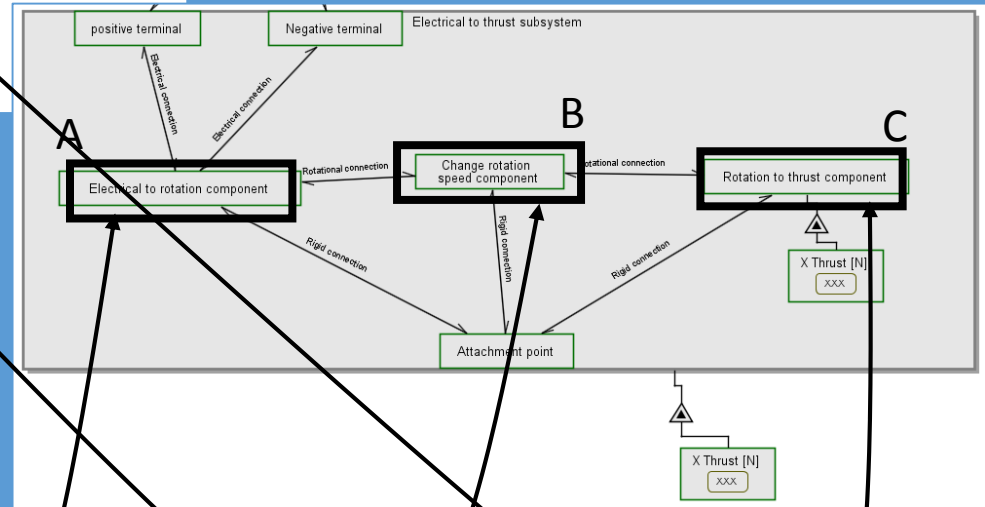 Electrical to thrust subsystem
positive terminal
Negative terminal
Electrical connection
Electrical connection
A
B
C
Electrical to rotation component
Rotational connection
Change rotation
speed component
otational connection
Rotation to thrust component
Rigid connection
Rigid connection
Rigid connection
X Thrust [N]
XXX
Attachment point
X Thrust [N]
XXX